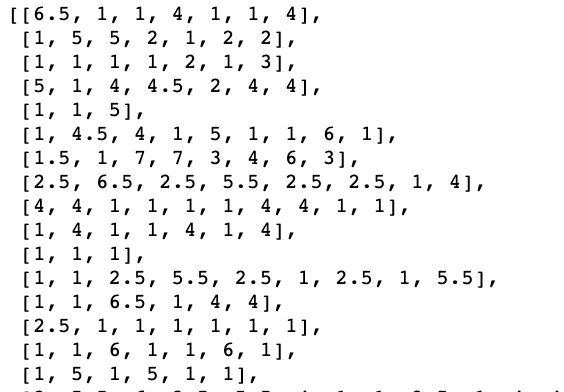 [[6.5, 1, 1, 4, 1, 1, 4],
[1, 5, 5, 2, 1, 2, 2],
[1, 1, 1, 1, 2, 1, 3],
[5, 1, 4, 4.5, 2, 4, 4],
[1, 1, 5],
[1, 4.5, 4, 1, 5, 1, 1, 6, 1],
[1.5, 1, 7, 7, 3, 4, 6, 3],
[2.5, 6.5, 2.5, 5.5, 2.5, 2.5, 1, 4],
[4, 4, 1, 1, 1, 1, 4, 4, 1, 1],
[1, 4, 1, 1, 4, 1, 4],
[1, 1, 1],
[1, 1, 2.5, 5.5, 2.5, 1, 2.5, 1, 5.5],
[1, 1, 6.5, 1, 4, 4],
[2.5, 1, 1, 1, 1, 1, 1],
[1, 1, 6, 1, 1, 6, 1],
[1, 5, 1, 5, 1, 1],